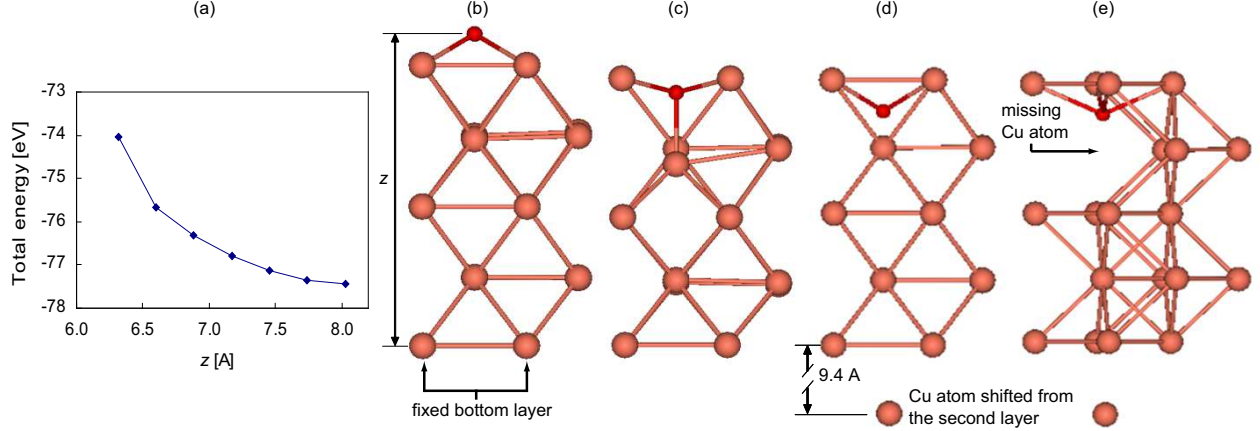 (a)
(b)
(c)
(d)
(e)
-73
-74
-75
-76
-77
-78
Total energy [eV]
6.0 6.5 7.0 7.5 8.0
z [A]
z
fixed bottom layer
missing
Cu atom
9.4 A
Cu atom shifted from
the second layer